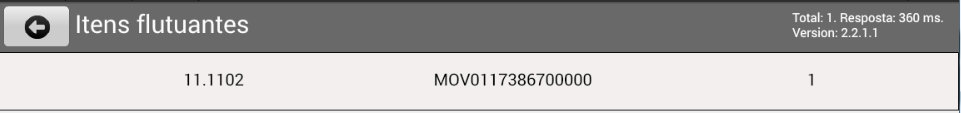 Itens flutuantes
Total: 1. Resposta: 360 ms.
Version: 2.2.1.1
11.1102 MOV0117386700000 1